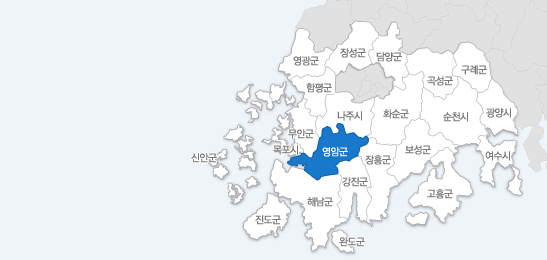 장성군
담양군
영광군
구례군
곡성군
함평군
나주시
화순군
순천시
광양시
무안군
목포시
영암군
보성군
여수시
신안군
장흥군
강진군
고흥군
해남군
진도군
완도군